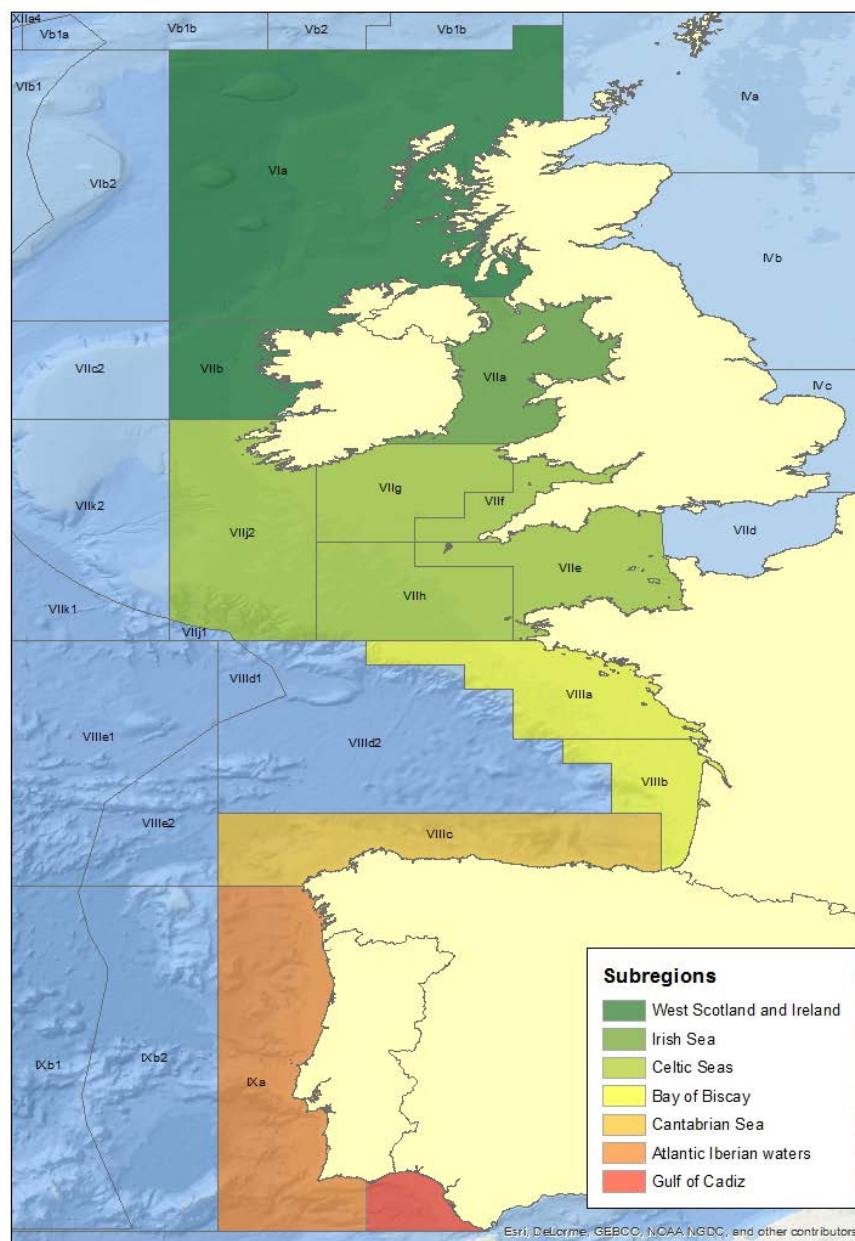 XIIa4
Vb1a
Vb1b
Vb2
Vb1b
VIb1
IVa
VIa
VIb2
IVb
VIIc2
VIIb
VIIa
IVc
VIIg
VIIk2
VIIf
VIIj2
VIId
VIIe
VIIh
VIIk1
VIIj1
VIIId1
VIIIa
VIIIe1
VIIId2
VIIIb
VIIIe2
VIIIc
Subregions
West Scotland and Ireland
Irish Sea
Celtic Seas
IXb1
IXb2
IXa
Bay of Biscay
Cantabrian Sea
Atlantic Iberian waters
Gulf of Cadiz
Esri, DeLorme, GEBCO, NOAA NGDC, and other contributors